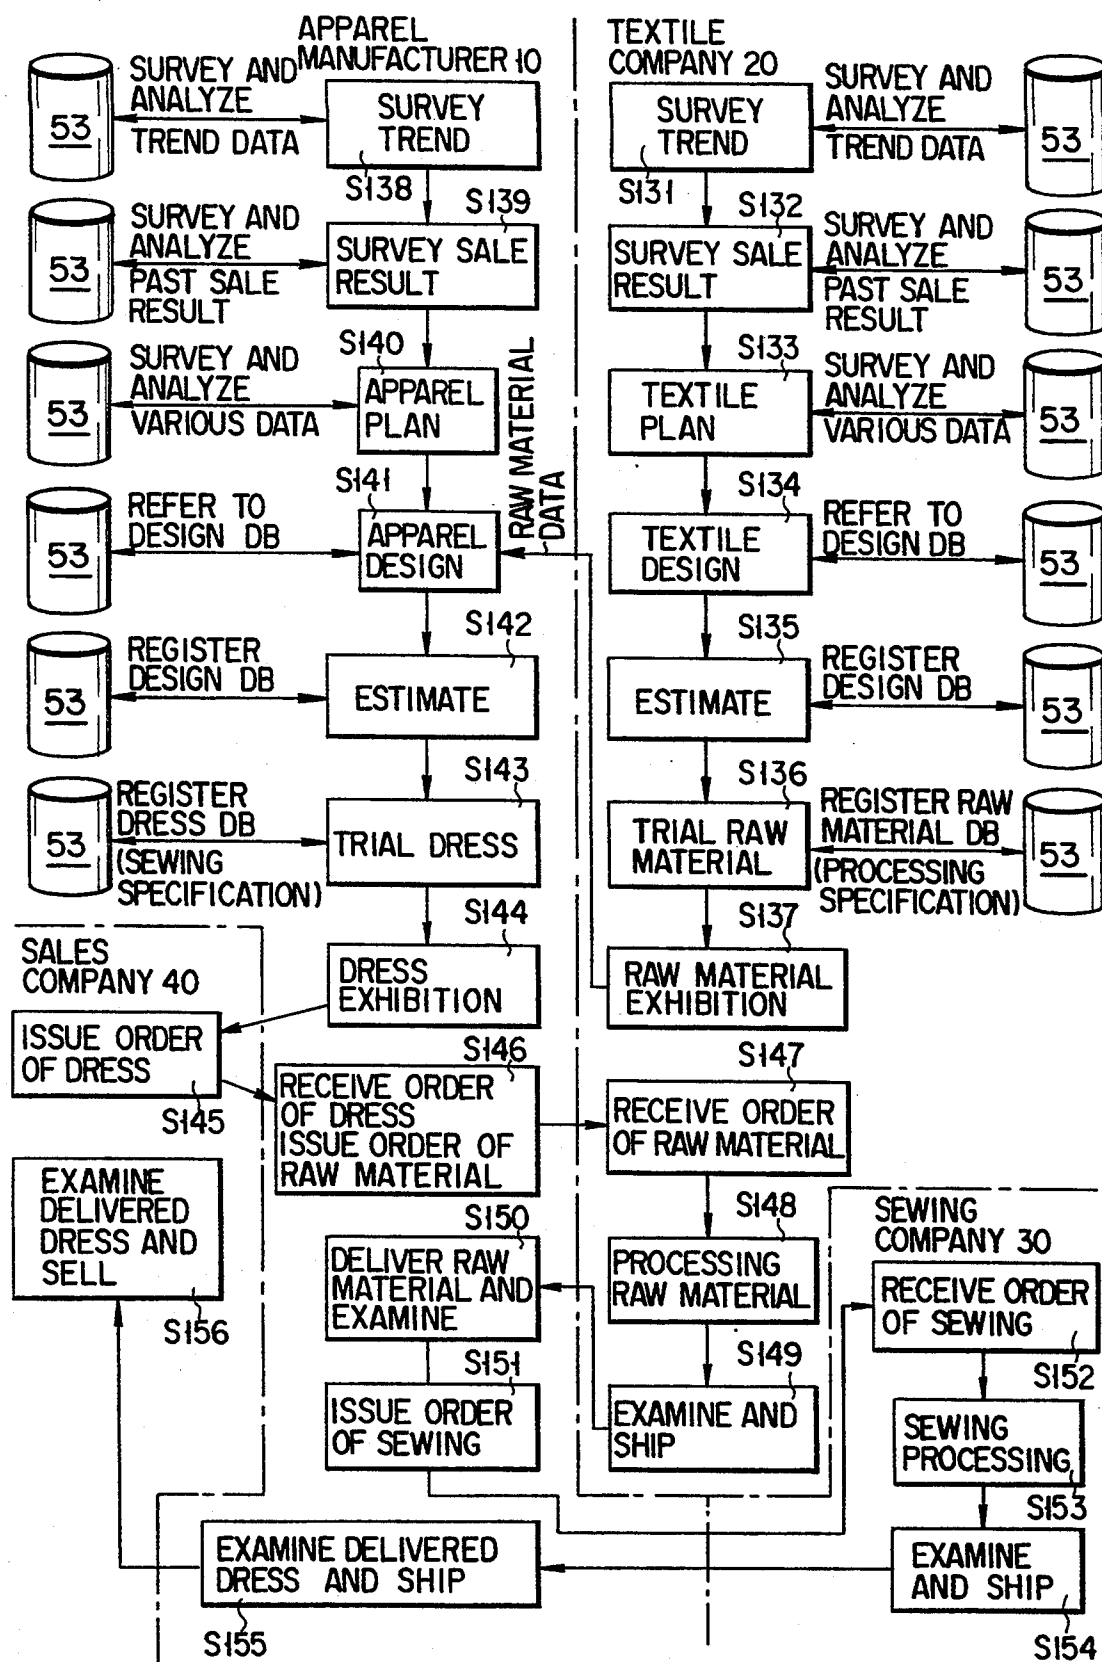 APPAREL
MANUFACTURER 10
TEXTILE
COMPANY 20
53
SURVEY AND
ANALYZE
TREND DATA
SURVEY
TREND
S138
SURVEY
TREND
S131
SURVEY AND
ANALYZE
TREND DATA
53
53
SURVEY AND
ANALYZE
PAST SALE
RESULT
S139
SURVEY SALE
RESULT
S132
SURVEY SALE
RESULT
SURVEY AND
ANALYZE
PAST SALE
RESULT
53
53
SURVEY AND
ANALYZE
VARIOUS DATA
S140
APPAREL
PLAN
RAW MATERIAL
DATA
S133
TEXTILE
PLAN
SURVEY AND
ANALYZE
VARIOUS DATA
53
53
REFER TO
DESIGN DB
S141
APPAREL
DESIGN
S134
TEXTILE
DESIGN
REFER TO
DESIGN DB
53
53
REGISTER
DESIGN DB
S142
ESTIMATE
S135
ESTIMATE
REGISTER
DESIGN DB
53
53
REGISTER
DRESS DB
(SEWING
SPECIFICATION)
S143
TRIAL DRESS
S136
TRIAL RAW
MATERIAL
REGISTER RAW
MATERIAL DB
(PROCESSING
SPECIFICATION)
53
SALES
COMPANY 40
S144
DRESS
EXHIBITION
S137
RAW MATERIAL
EXHIBITION
ISSUE ORDER
OF DRESS
S145
S146
RECEIVE ORDER
OF DRESS
ISSUE ORDER OF
RAW MATERIAL
S147
RECEIVE ORDER
OF RAW MATERIAL
EXAMINE
DELIVERED
DRESS AND
SELL
S156
S150
DELIVER RAW
MATERIAL AND
EXAMINE
S148
PROCESSING
RAW MATERIAL
SEWING
COMPANY 30
RECEIVE ORDER
OF SEWING
S152
S151
ISSUE ORDER
OF SEWING
S149
EXAMINE AND
SHIP
SEWING
PROCESSING
S153
EXAMINE DELIVERED
DRESS AND SHIP
S155
EXAMINE
AND SHIP
S154